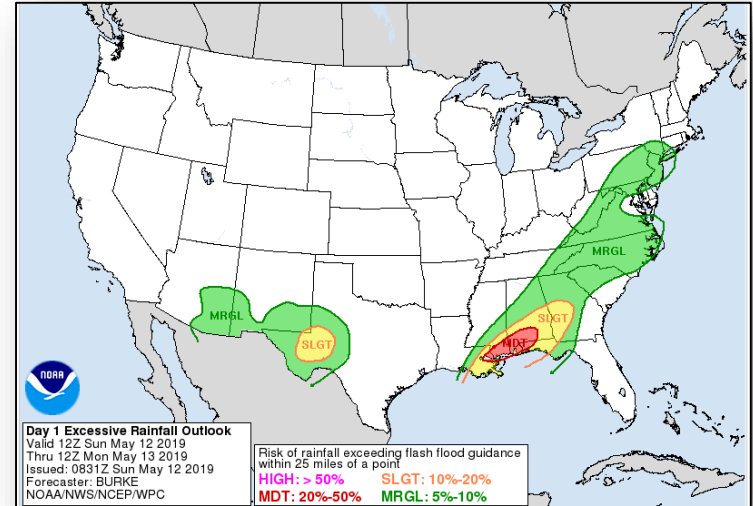 MRGL
MRGL
SLGT
SLGT
MDT
NOAA
Day 1 Excessive Rainfall Outlook
Valid 12Z Sun May 12 2019
Thru 12Z Mon May 13 2019
Issued: 0831Z Sun May 12 2019
Forecaster: BURKE
NOAA/NWS/NCEP/WPC
Risk of rainfall exceeding flash flood guidance
within 25 miles of a point
HIGH: > 50% SLGT: 10%-20%
MDT: 20%-50% MRGL: 5%-10%